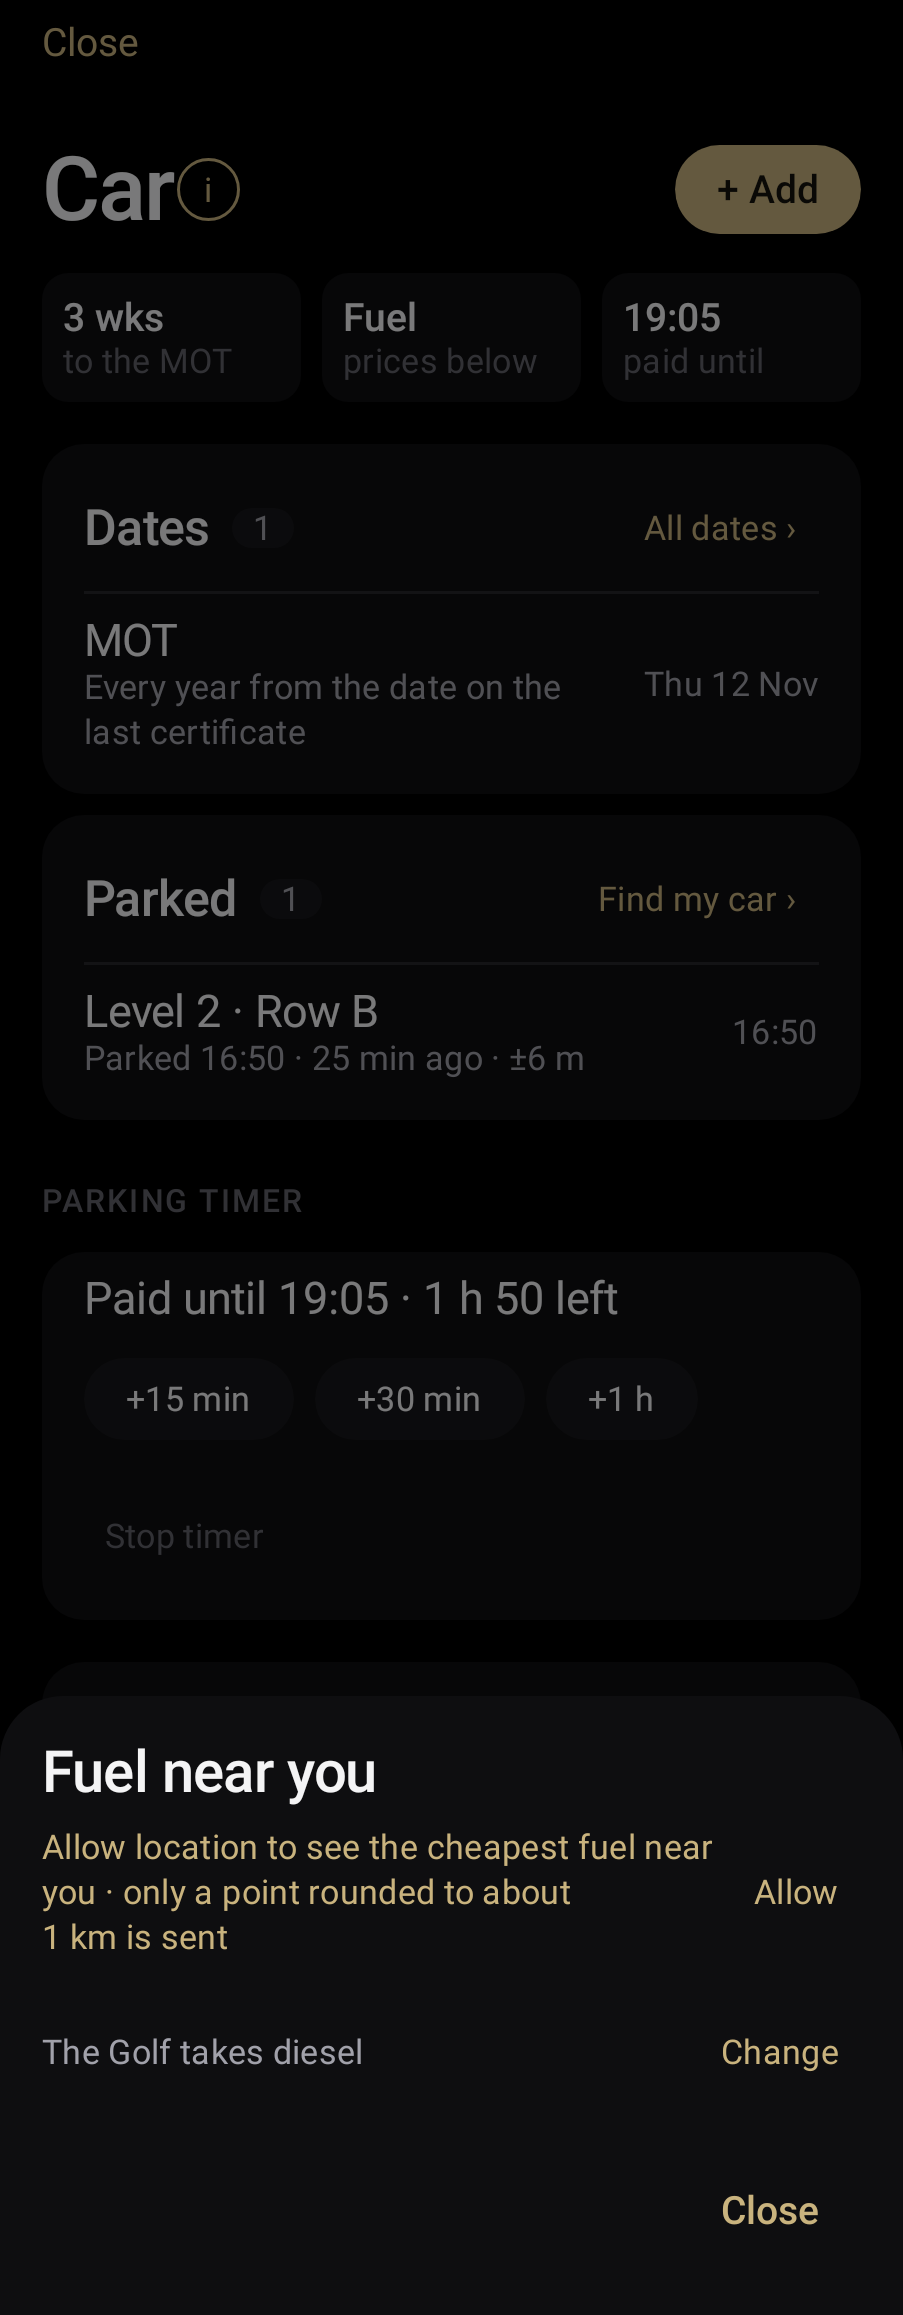 Close
Car i
+ Add
3 wks
to the MOT
Fuel
prices below
19:05
paid until
Dates 1
All dates ›
MOT
Every year from the date on the
last certificate
Thu 12 Nov
Parked 1
Find my car ›
Level 2 · Row B
Parked 16:50 · 25 min ago · ±6 m
16:50
PARKING TIMER
Paid until 19:05 · 1 h 50 left
+15 min
+30 min
+1 h
Stop timer
Fuel near you
Allow location to see the cheapest fuel near
you · only a point rounded to about
1 km is sent
Allow
The Golf takes diesel
Change
Close